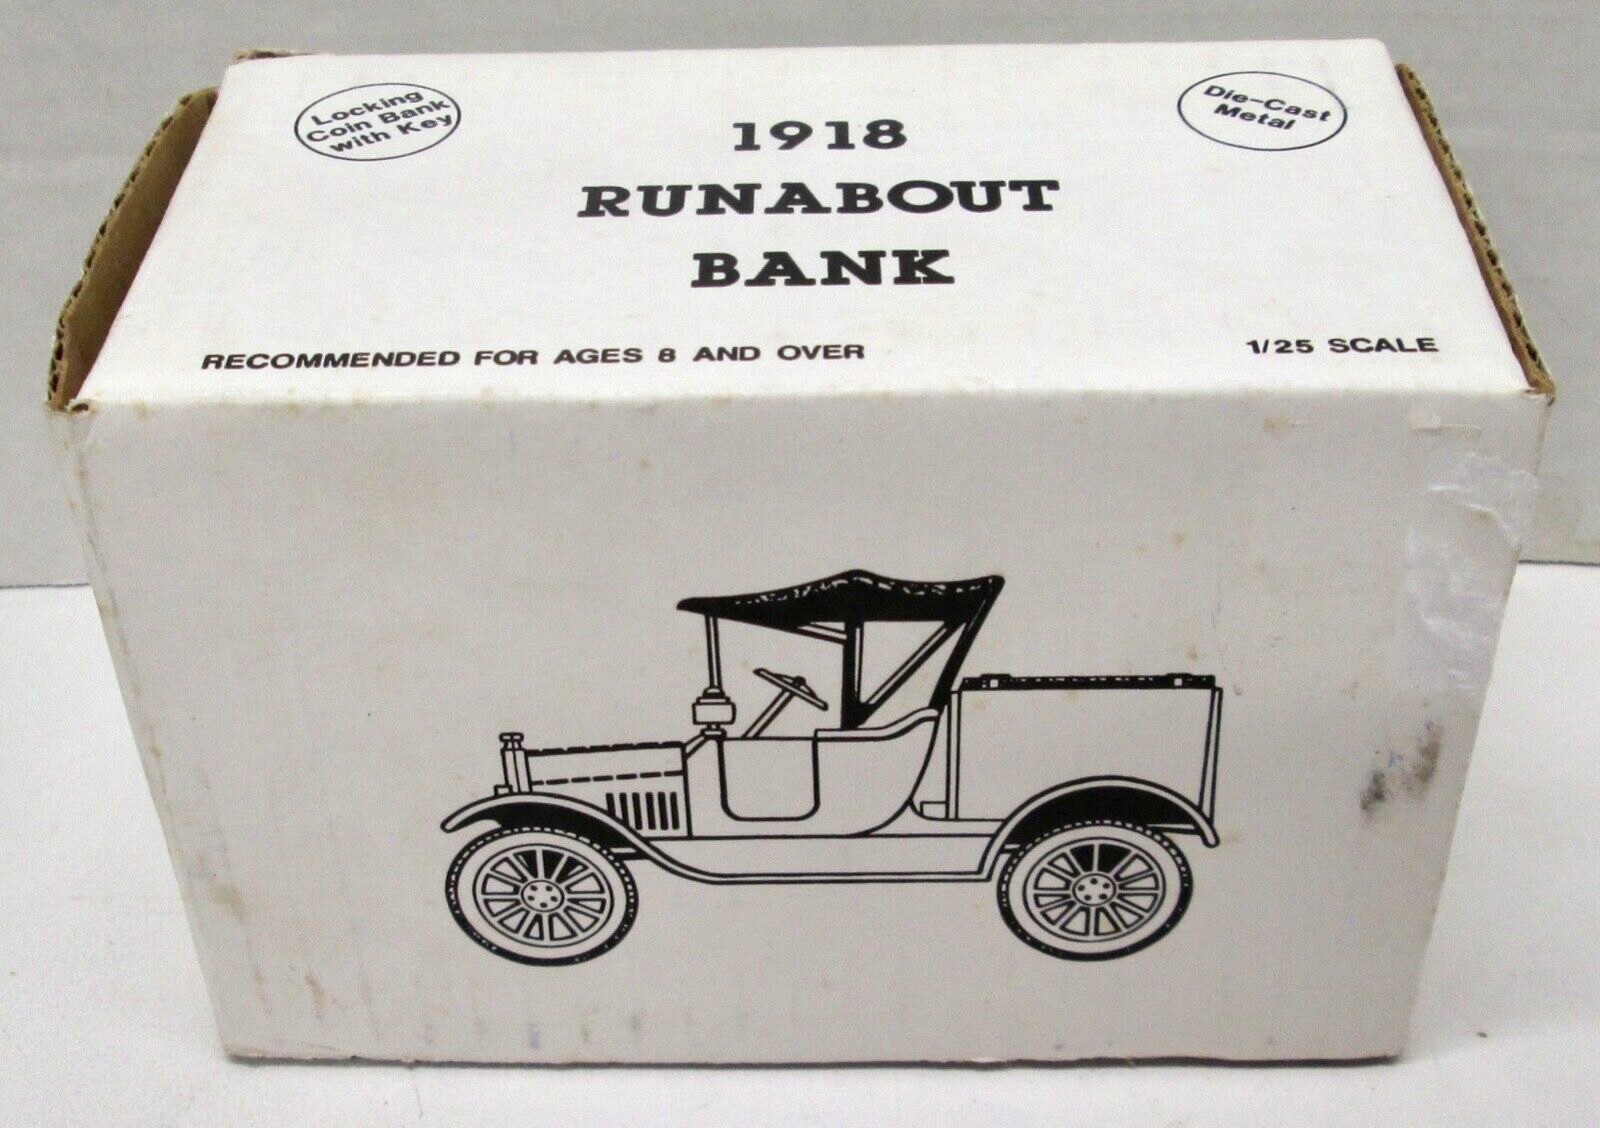 Locking
Coin Bank
with Key
Die-Cast
Metal
1918
RUNABOUT
BANK
RECOMMENDED FOR AGES 8 AND OVER
1/25 SCALE